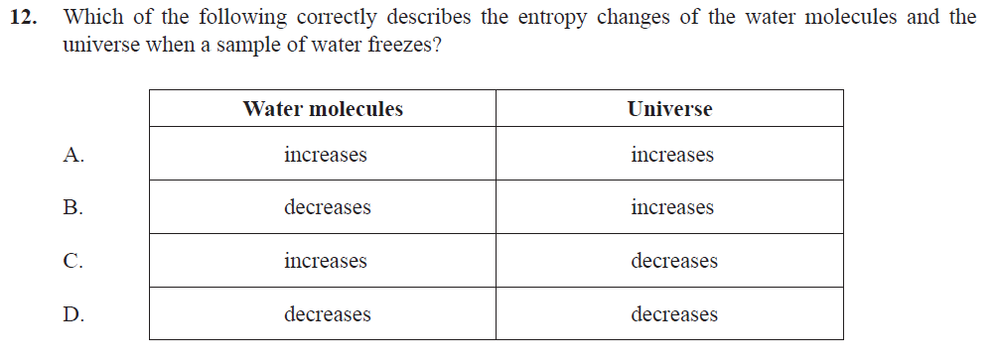 12. Which of the following correctly describes the entropy changes of the water molecules and the
universe when a sample of water freezes?
Water molecules Universe
A. increases increases
B. decreases increases
C. increases decreases
D. decreases decreases